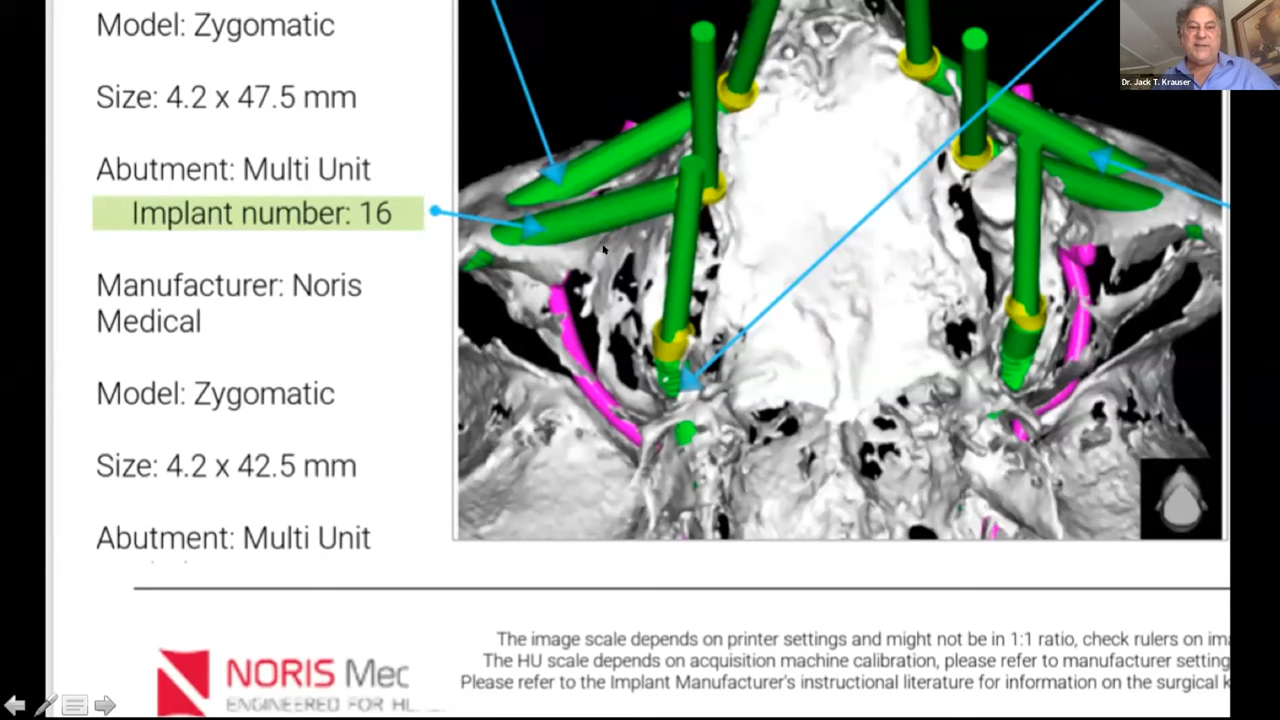 Model: Zygomatic
Size: 4.2 x 47.5 mm
Abutment: Multi Unit
Implant number: 16
Manufacturer: Noris
Medical
Model: Zygomatic
Size: 4.2 x 42.5 mm
Abutment: Multi Unit
Dr. Jack T. Krauser
The image scale depends on printer settings and might not be in 1:1 ratio, check rulers on
The HU scale depends on acquisition machine calibration, please refer to manufacturer setting
Please refer to the Implant Manufacturer's instructional literature for information on the surgical
NORIS Mec
ENGINEERED FOR